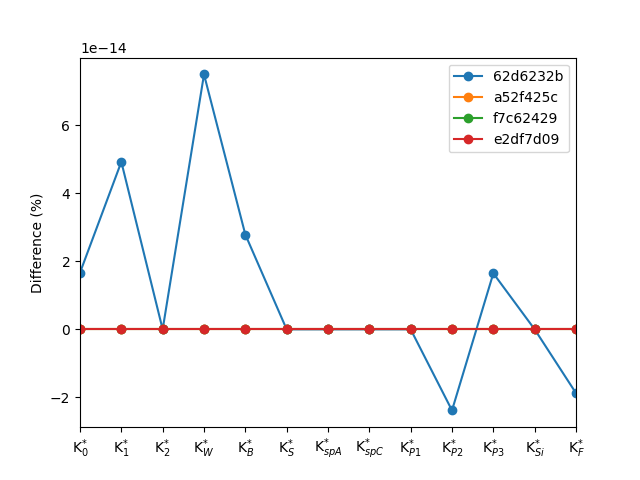 1e−14
62d6232b
a52f425c
f7c62429
e2df7d09
6
4
2
0
−2
Difference (%)
K*0 K*1 K*2 K*W K*B K*S K*spA K*spC K*P1 K*P2 K*P3 K*Si K*F